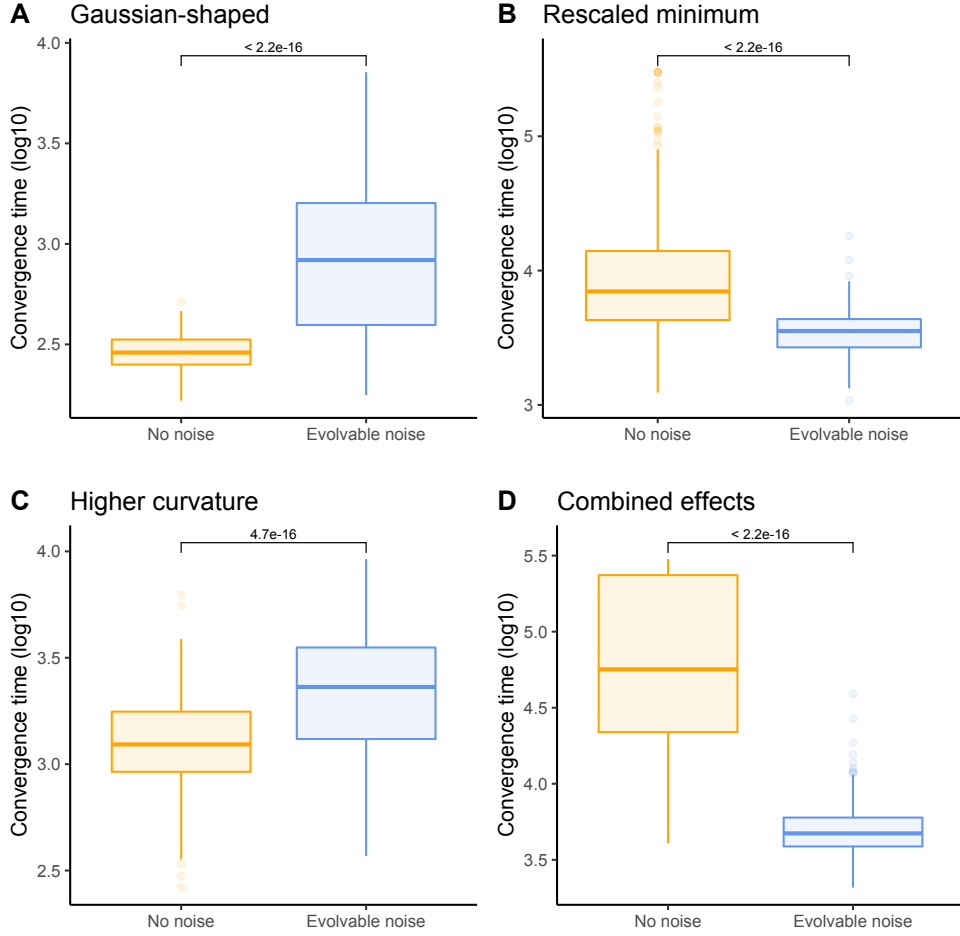 A Gaussian-shaped
Convergence time (log10)
4.0
3.5
3.0
2.5
< 2.2e-16
No noise
Evolvable noise
B Rescaled minimum
Convergence time (log10)
5
4
3
< 2.2e-16
No noise
Evolvable noise
C Higher curvature
Convergence time (log10)
4.0
3.5
3.0
2.5
4.7e-16
No noise
Evolvable noise
D Combined effects
Convergence time (log10)
5.5
5.0
4.5
4.0
3.5
< 2.2e-16
No noise
Evolvable noise